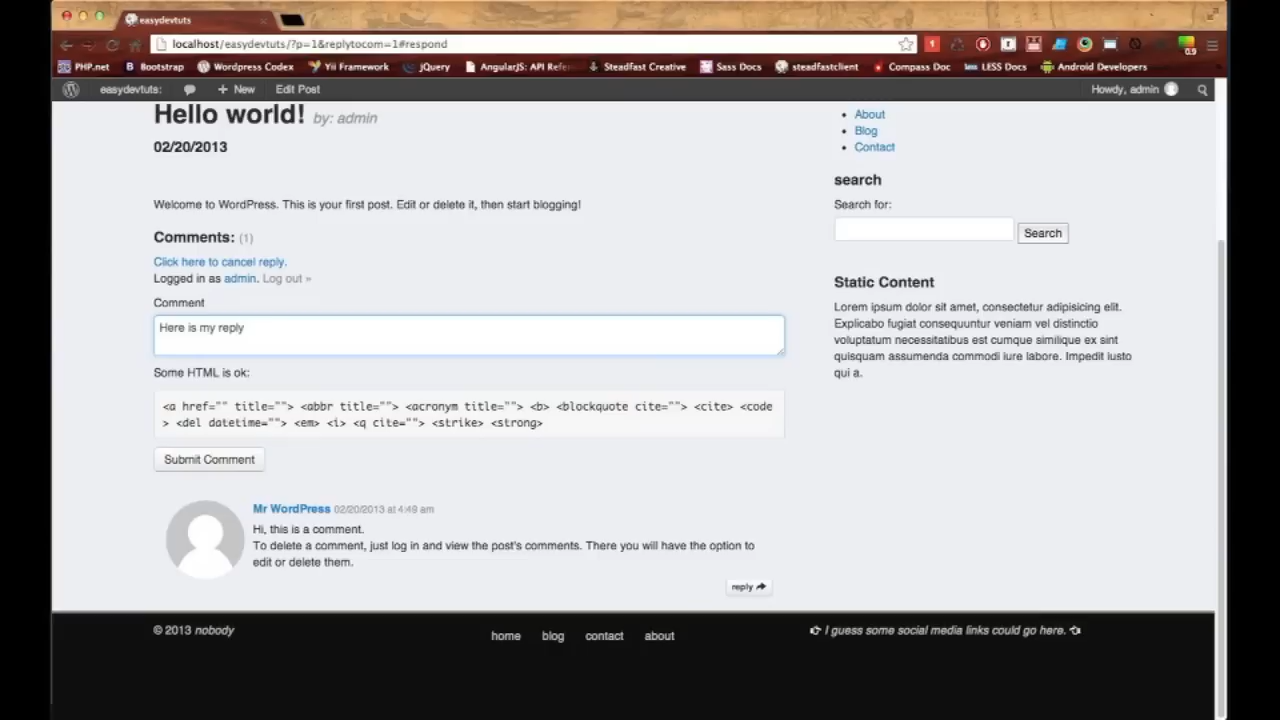 easydevtuts
localhost/easydevtuts/?p=1&replytocom=1#respond
PHP.net Bootstrap Wordpress Codex Yii Framework jQuery AngularJS: API Refe Steadfast Creative Sass Docs steadfastclient Compass Doc LESS Docs Android Developers
easydevtuts: + New Edit Post Howdy, admin
Hello world! by: admin
02/20/2013
Welcome to WordPress. This is your first post. Edit or delete it, then start blogging!
Comments: (1)
Click here to cancel reply.
Logged in as admin. Log out »
Comment
Here is my reply
Some HTML is ok:
<a href="" title=""> <abbr title=""> <acronym title=""> <b> <blockquote cite=""> <cite> <code
> <del datetime=""> <em> <i> <q cite=""> <strike> <strong>
Submit Comment
Mr WordPress 02/20/2013 at 4:49 am
Hi, this is a comment.
To delete a comment, just log in and view the post's comments. There you will have the option to
edit or delete them.
reply
About
Blog
Contact
search
Search for:
Search
Static Content
Lorem ipsum dolor sit amet, consectetur adipisicing elit.
Explicabo fugiat consequuntur veniam vel distinctio
voluptatum necessitatibus est cumque similique ex sint
quisquam assumenda commodi iure labore. Impedit iusto
qui a.
© 2013 nobody
home blog contact about
I guess some social media links could go here.